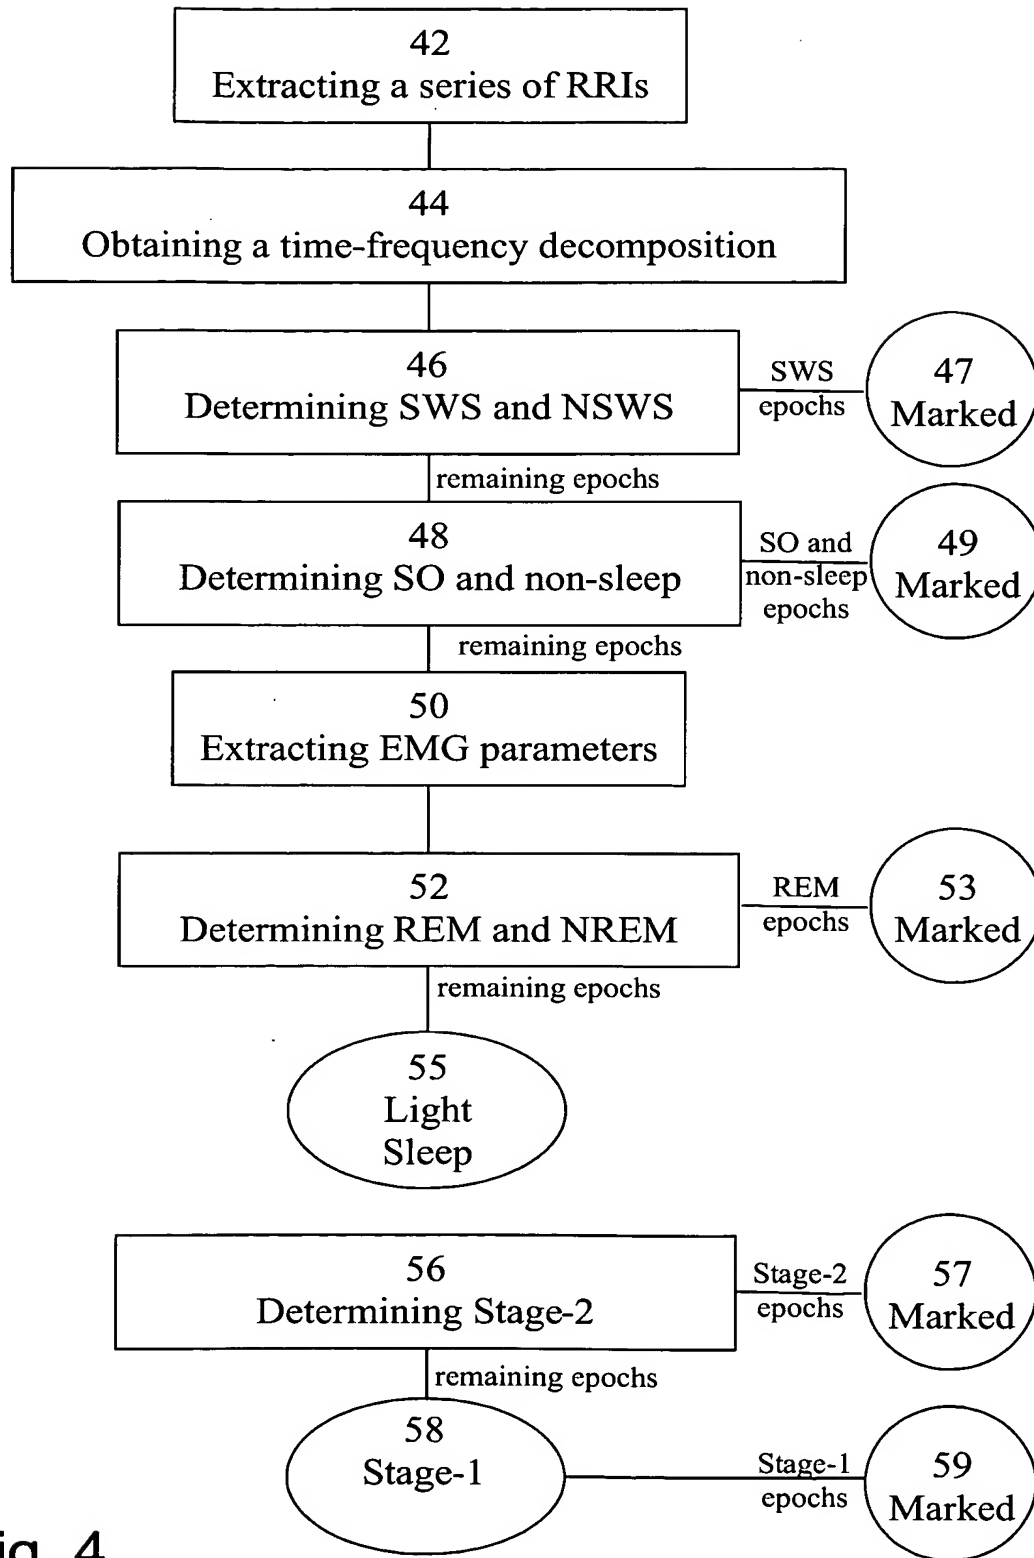 42
Extracting a series of RRIs
44
Obtaining a time-frequency decomposition
46
Determining SWS and NSWS
SWS
epochs
47
Marked
remaining epochs
48
Determining SO and non-sleep
SO and
non-sleep
epochs
49
Marked
remaining epochs
50
Extracting EMG parameters
52
Determining REM and NREM
REM
epochs
53
Marked
remaining epochs
55
Light
Sleep
56
Determining Stage-2
Stage-2
epochs
57
Marked
remaining epochs
58
Stage-1
Stage-1
epochs
59
Marked
ig. 4